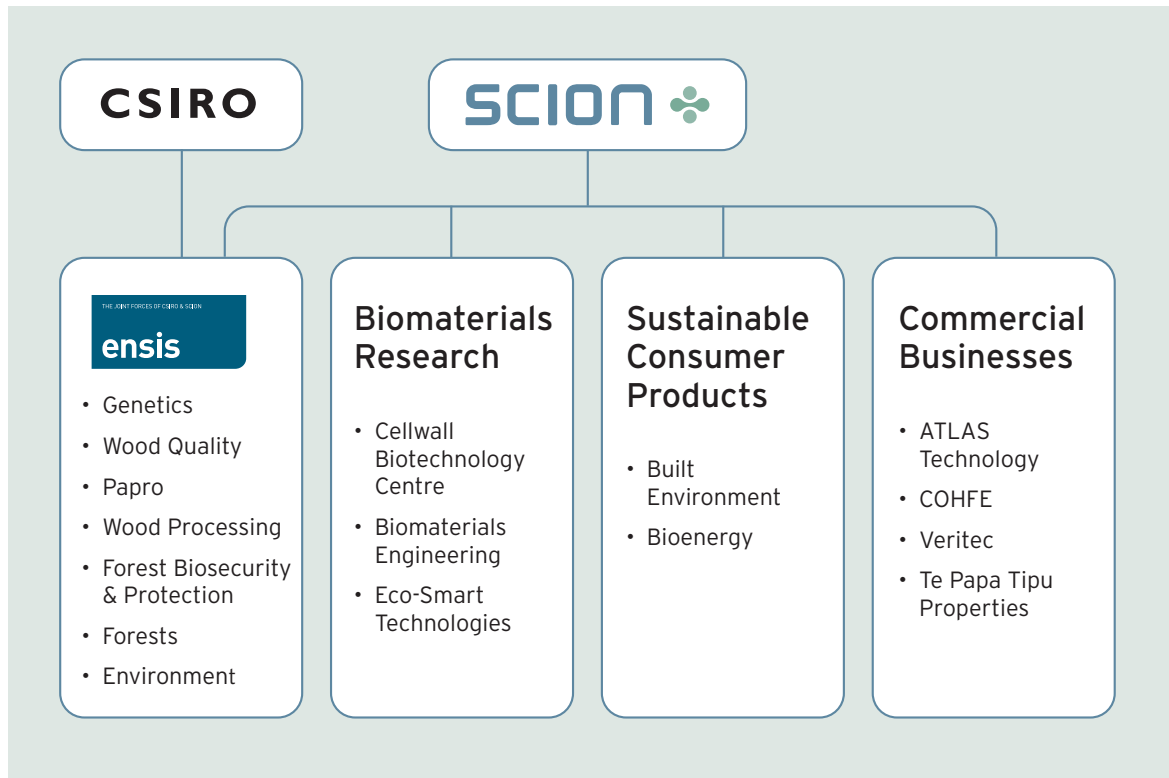 CSIRO
SCION
THE JOINT FORCES OF CSIRO & SCION
ensis
• Genetics
• Wood Quality
• Papro
• Wood Processing
• Forest Biosecurity
& Protection
• Forests
• Environment
Biomaterials
Research
• Cellwall
Biotechnology
Centre
• Biomaterials
Engineering
• Eco-Smart
Technologies
Sustainable
Consumer
Products
• Built
Environment
• Bioenergy
Commercial
Businesses
• ATLAS
Technology
• COHFE
• Veritec
• Te Papa Tipu
Properties